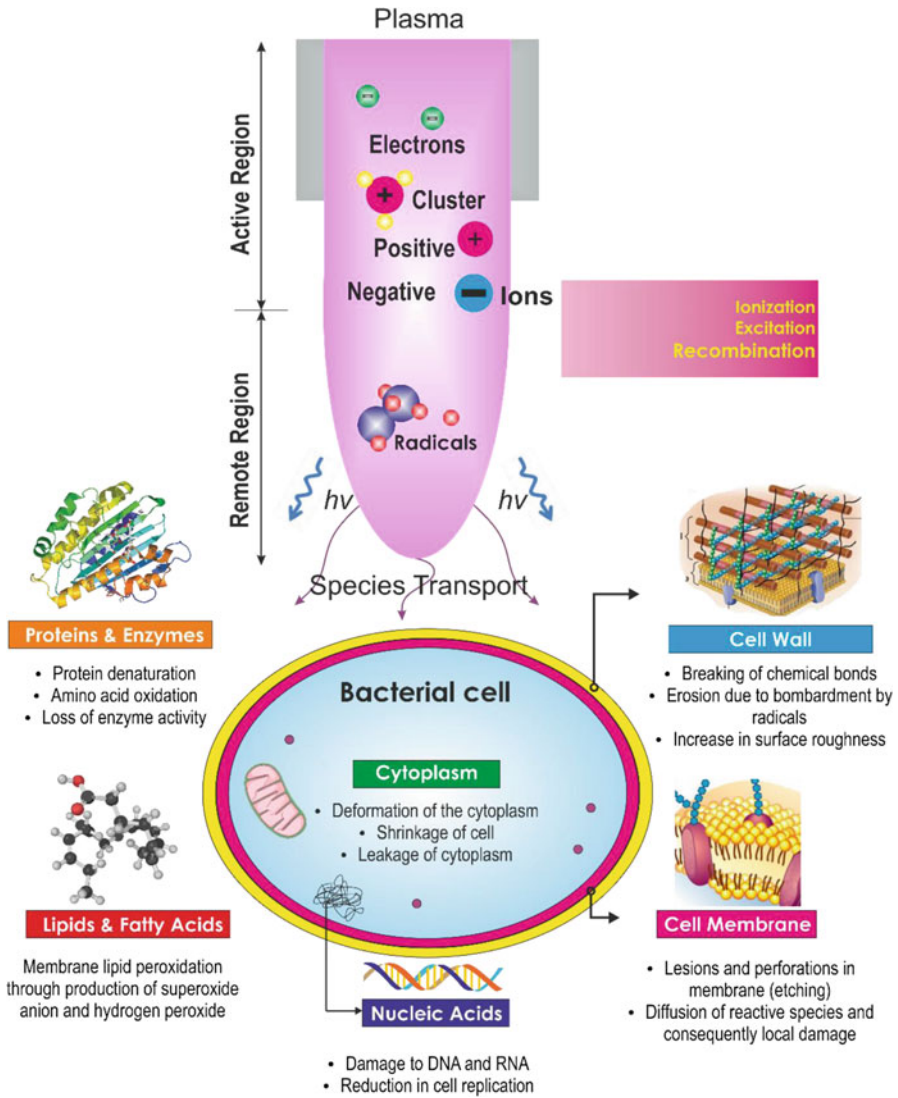 Plasma
Active Region
Electrons
Cluster
Positive
Negative
Ions
Ionization
Excitation
Recombination
Remote Region
Radicals
hν
hν
Species Transport
Proteins & Enzymes
• Protein denaturation
• Amino acid oxidation
• Loss of enzyme activity
Cell Wall
• Breaking of chemical bonds
• Erosion due to bombardment by
radicals
• Increase in surface roughness
Bacterial cell
Cytoplasm
• Deformation of the cytoplasm
• Shrinkage of cell
• Leakage of cytoplasm
Lipids & Fatty Acids
Membrane lipid peroxidation
through production of superoxide
anion and hydrogen peroxide
Cell Membrane
• Lesions and perforations in
membrane (etching)
• Diffusion of reactive species and
consequently local damage
Nucleic Acids
• Damage to DNA and RNA
• Reduction in cell replication